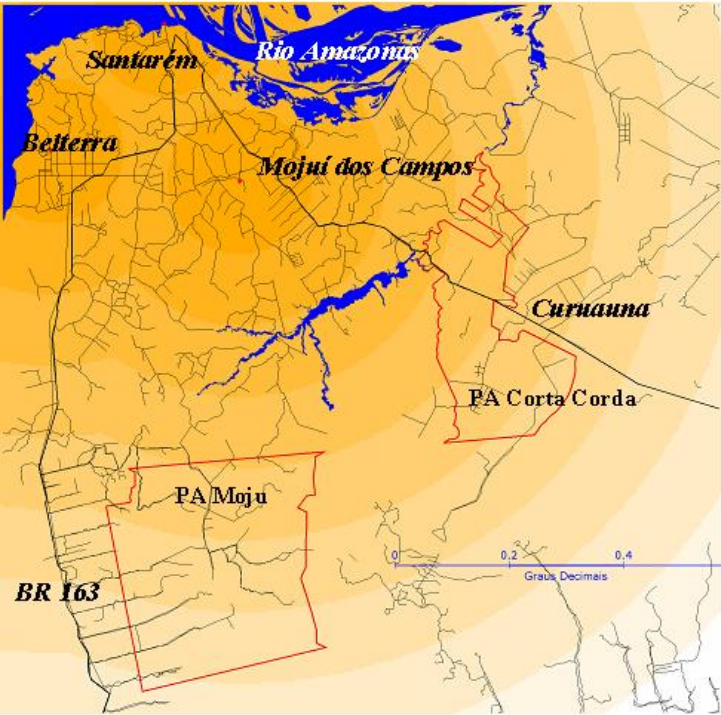 Santarém
Rio Amazonas
Belterra
Mojuí dos Campos
Curuauna
PA Corta Corda
PA Moju
0 0.2 0.4
Graus Decimais
BR 163